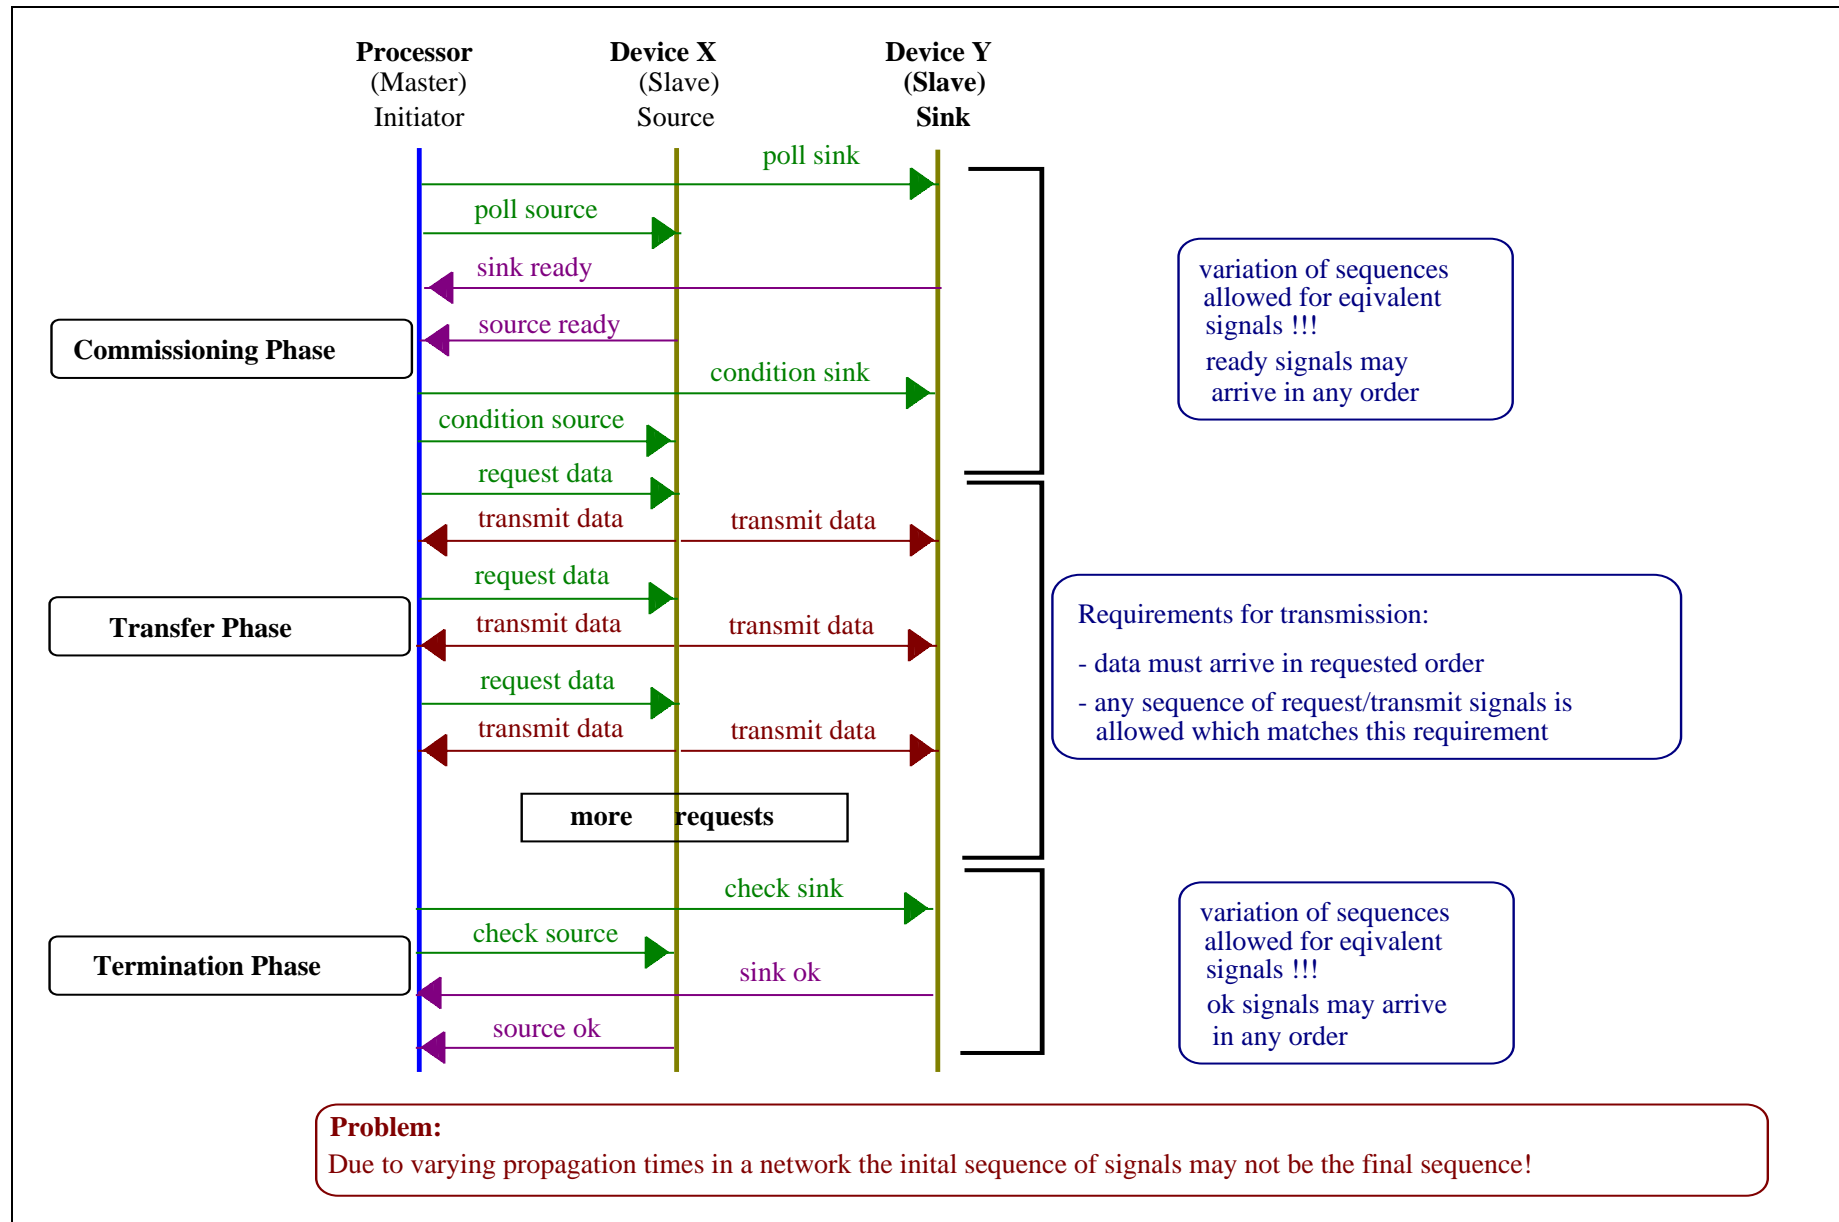 Processor
(Master)
Initiator
Device X
(Slave)
Source
Device Y
(Slave)
Sink
poll sink
poll source
sink ready
source ready
condition sink
condition source
Commissioning Phase
variation of sequences
allowed for eqivalent
signals !!!
ready signals may
arrive in any order
request data
transmit data transmit data
request data
transmit data transmit data
request data
transmit data transmit data
more requests
Transfer Phase
Requirements for transmission:
- data must arrive in requested order
- any sequence of request/transmit signals is
allowed which matches this requirement
check sink
check source
sink ok
source ok
Termination Phase
variation of sequences
allowed for eqivalent
signals !!!
ok signals may arrive
in any order
Problem:
Due to varying propagation times in a network the inital sequence of signals may not be the final sequence!